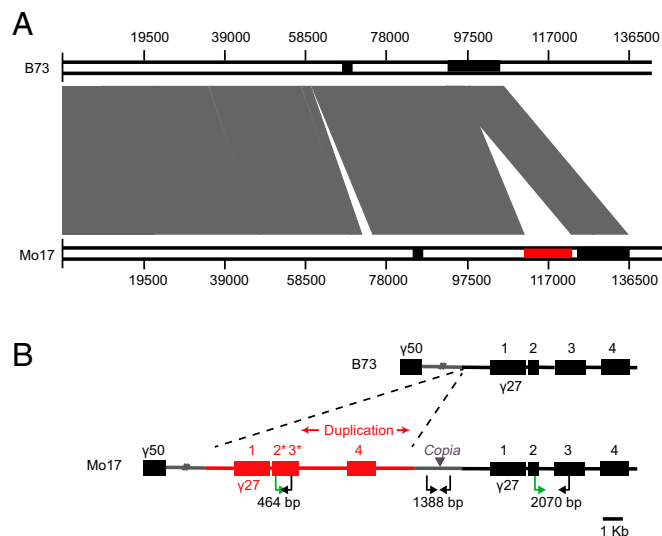 A
19500 39000 58500 78000 97500 117000 136500
B73
Mo17
19500 39000 58500 78000 97500 117000 136500
B
γ50 1 2 3 4
B73
γ27
Duplication
γ50 1 2* 3* 4 Copia 1 2 3 4
Mo17
γ27 γ27
464 bp 1388 bp 2070 bp
1 Kb